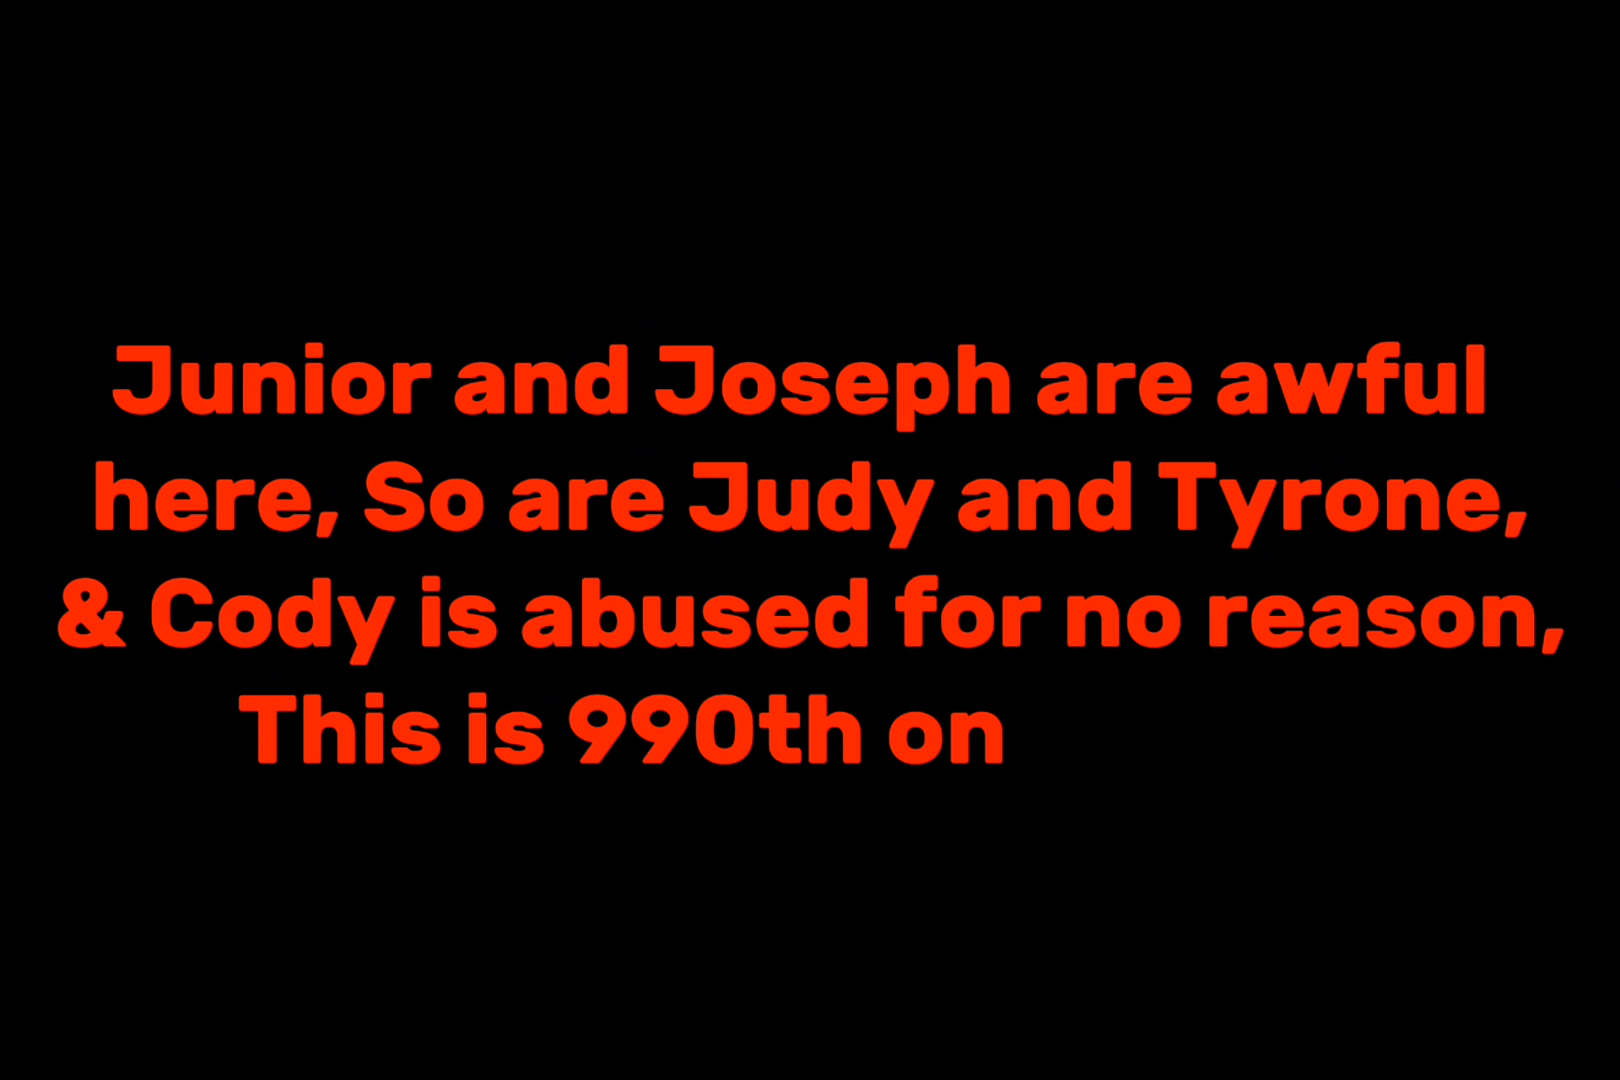 Junior and Joseph are awful
here, So are Judy and Tyrone,
& Cody is abused for no reason,
This is 990th on